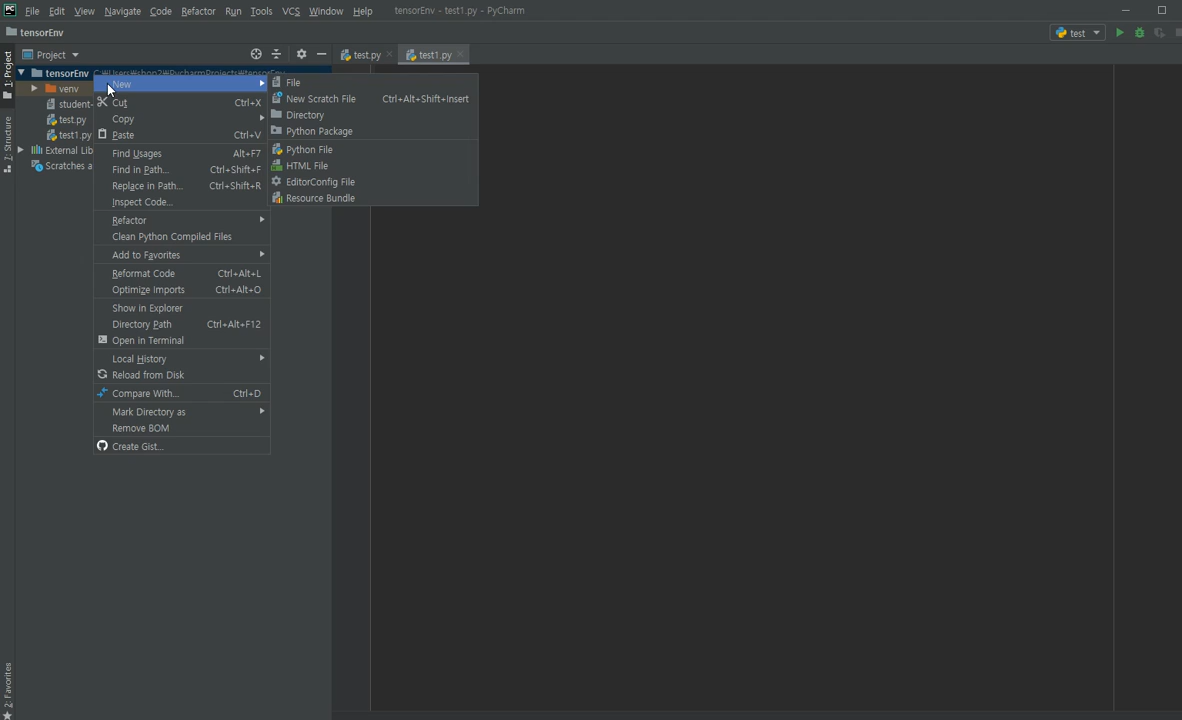 PC File Edit View Navigate Code Refactor Run Tools VCS Window Help tensorEnv - test1.py - PyCharm
tensorEnv
test
Project
test.py
test1.py
1: Project
7: Structure
2: Favorites
tensorEnv C:₩Users₩shon2₩PycharmProjects₩tensorEnv
venv
student-
test.py
test1.py
External Lib
Scratches a
New
Cut Ctrl+X
Copy
Paste Ctrl+V
Find Usages Alt+F7
Find in Path... Ctrl+Shift+F
Replace in Path... Ctrl+Shift+R
Inspect Code...
Refactor
Clean Python Compiled Files
Add to Favorites
Reformat Code Ctrl+Alt+L
Optimize Imports Ctrl+Alt+O
Show in Explorer
Directory Path Ctrl+Alt+F12
Open in Terminal
Local History
Reload from Disk
Compare With... Ctrl+D
Mark Directory as
Remove BOM
Create Gist...
File
New Scratch File Ctrl+Alt+Shift+Insert
Directory
Python Package
Python File
HTML File
EditorConfig File
Resource Bundle